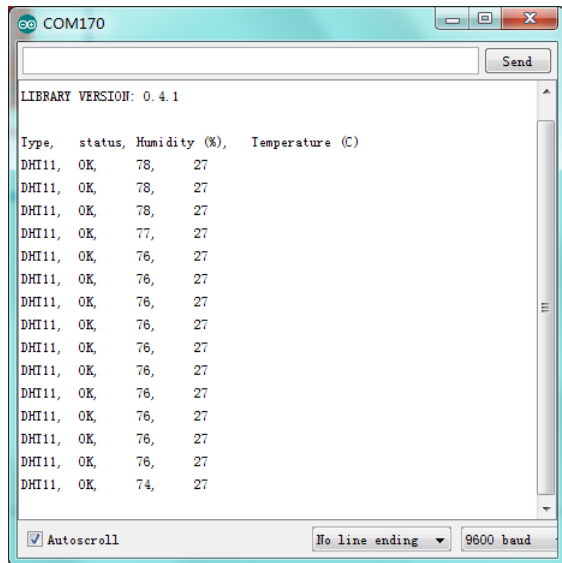 COM170
Send
LIBRARY VERSION: 0.4.1
Type, status, Humidity (%), Temperature (C)
DHT11, OK, 78, 27
DHT11, OK, 78, 27
DHT11, OK, 78, 27
DHT11, OK, 77, 27
DHT11, OK, 76, 27
DHT11, OK, 76, 27
DHT11, OK, 76, 27
DHT11, OK, 76, 27
DHT11, OK, 76, 27
DHT11, OK, 76, 27
DHT11, OK, 76, 27
DHT11, OK, 76, 27
DHT11, OK, 76, 27
DHT11, OK, 76, 27
DHT11, OK, 74, 27
Autoscroll No line ending 9600 baud